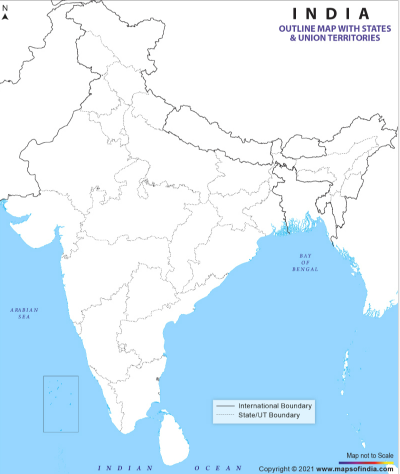 N
INDIA
OUTLINE MAP WITH STATES
& UNION TERRITORIES
BAY
OF
BENGAL
ARABIAN
SEA
International Boundary
State/UT Boundary
Map not to Scale
INDIAN OCEAN
Copyright © 2021 www.mapsofindia.com